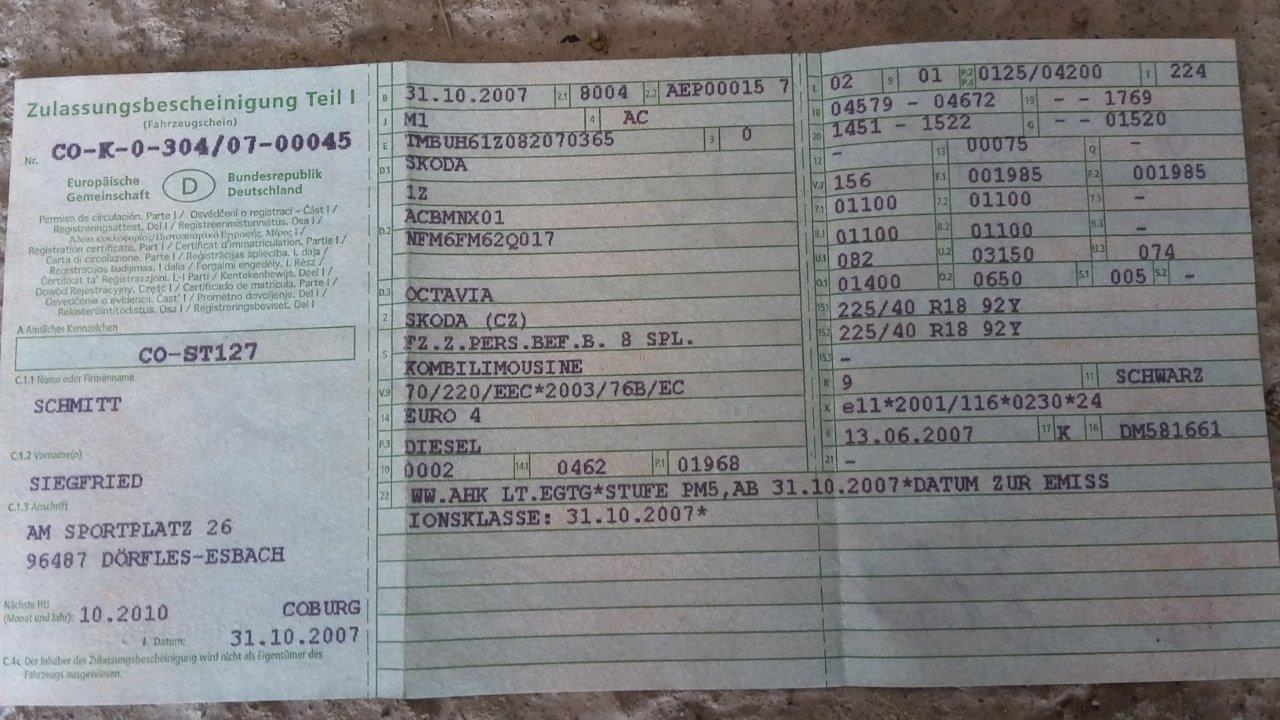 Zulassungsbescheinigung Teil I
(Fahrzeugschein)
Nr. CO-K-0-304/07-00045
Europäische Gemeinschaft
D
Bundesrepublik Deutschland
Permiso de circulación. Parte I / Osvědčení o registraci – Část I /
Registreringsattest. Del I / Registreerimistunnistus. Osa I /
Άδεια κυκλοφορίας/Πιστοποιητικό Εγγραφής. Μέρος I /
Registration certificate. Part I / Certificat d'immatriculation. Partie I /
Carta di circolazione. Parte I / Reģistrācijas apliecība. I. daļa /
Registracijos liudijimas. I dalis / Forgalmi engedély. I. Rész /
Ċertifikat ta' Reġistrazzjoni. L-I Parti / Kentekenbewijs. Deel I /
Dowód Rejestracyjny. Część I / Certificado de matrícula. Parte I /
Osvedčenie o evidencii. Časť I / Prometno dovoljenje. Del I /
Rekisteröintitodistus. Osa I / Registreringsbeviset. Del I
A Amtliches Kennzeichen
CO-ST127
C.1.1 Name oder Firmenname
SCHMITT
C.1.2 Vorname(n)
SIEGFRIED
C.1.3 Anschrift
AM SPORTPLATZ 26
96487 DÖRFLES-ESBACH
Nächste HU
(Monat und Jahr): 10.2010 COBURG
I. Datum: 31.10.2007
C.4c Der Inhaber der Zulassungsbescheinigung wird nicht als Eigentümer des
Fahrzeugs ausgewiesen.
B 31.10.2007 2.1 8004 2.2 AEP00015 7
J M1 4 AC
E TMBUH61Z082070365 3 0
D.1 SKODA
1Z
D.2 ACBMNX01
NFM6FM62Q017
D.3 OCTAVIA
2 SKODA (CZ)
5 FZ.Z.PERS.BEF.B. 8 SPL.
KOMBILIMOUSINE
V.9 70/220/EEC*2003/76B/EC
14 EURO 4
P.3 DIESEL
10 0002 14.1 0462 P.1 01968
22 WW.AHK LT.EGTG*STUFE PM5,AB 31.10.2007*DATUM ZUR EMISS
IONSKLASSE: 31.10.2007*
L 02 9 01 P.2 P.4 0125/04200 T 224
18 04579 - 04672 19 - - 1769
20 1451 - 1522 G - - 01520
12 - 13 00075 Q -
V.7 156 F.1 001985 F.2 001985
7.1 01100 7.2 01100 7.3 -
8.1 01100 8.2 01100 8.3 -
U.1 082 U.2 03150 U.3 074
O.1 01400 O.2 0650 S.1 005 S.2 -
15.1 225/40 R18 92Y
15.2 225/40 R18 92Y
15.3 -
R 9 11 SCHWARZ
K e11*2001/116*0230*24
6 13.06.2007 17 K 16 DM581661
21 -